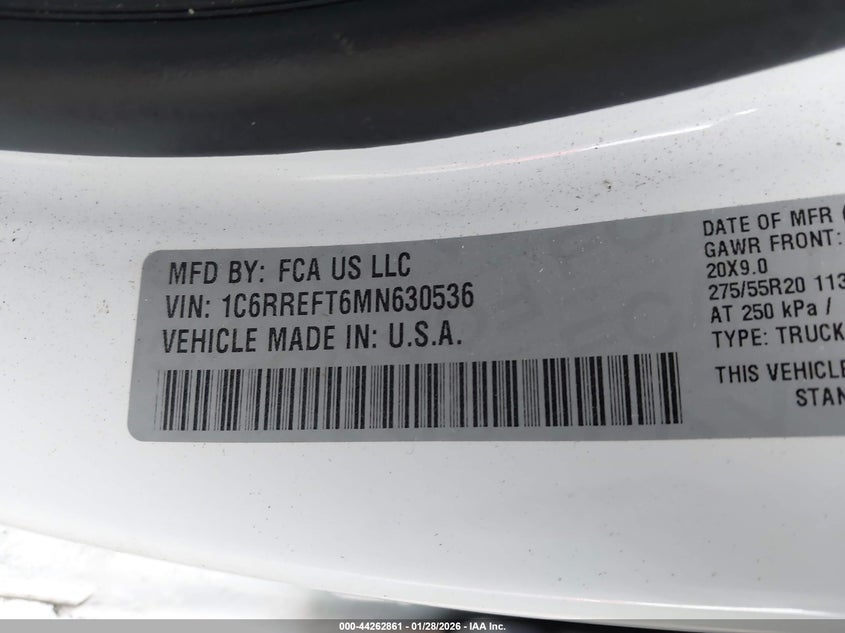 MFD BY: FCA US LLC
VIN: 1C6RREFT6MN630536
VEHICLE MADE IN: U.S.A.
DATE OF MFR
GAWR FRONT:
20X9.0
275/55R20 113
AT 250 kPa /
TYPE: TRUCK
THIS VEHICLE
STAN
000-44262861 - 01/28/2026 - IAA Inc.